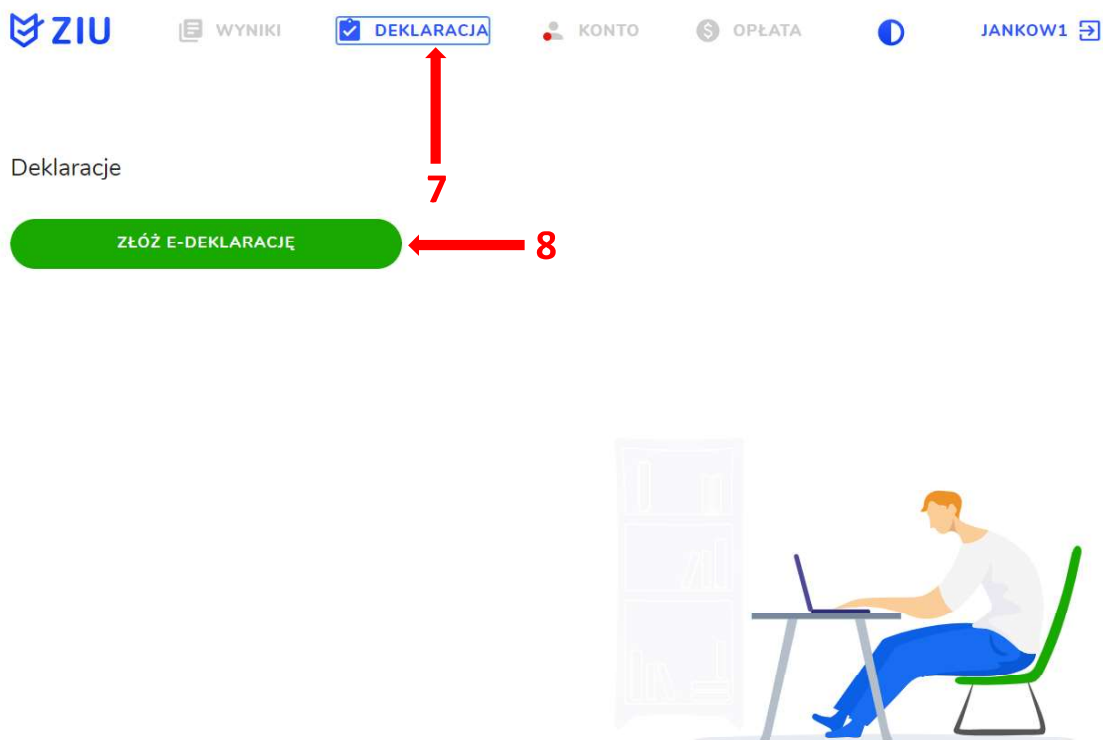 ZIU WYNIKI DEKLARACJA KONTO $ OPŁATA JANKOW1
Deklaracje
7
ZŁÓŻ E-DEKLARACJĘ
8